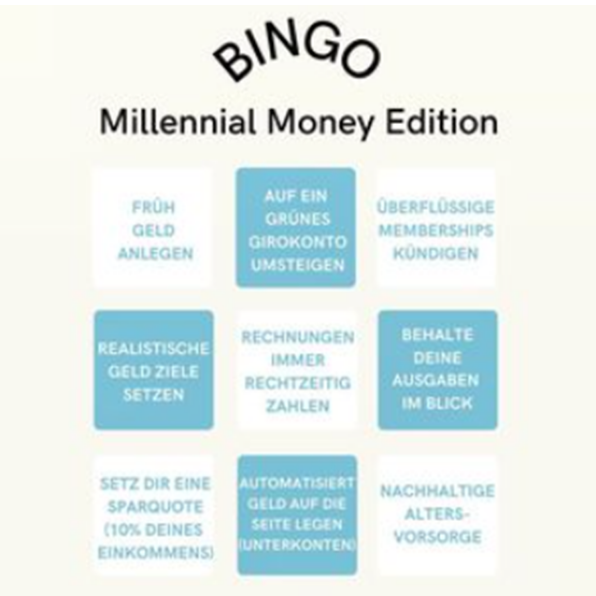 BINGO
Millennial Money Edition
FRÜH
GELD
ANLEGEN
AUF EIN
GRÜNES
GIROKONTO
UMSTEIGEN
ÜBERFLÜSSIGE
MEMBERSHIPS
KÜNDIGEN
REALISTISCHE
GELD ZIELE
SETZEN
RECHNUNGEN
IMMER
RECHTZEITIG
ZAHLEN
BEHALTE
DEINE
AUSGABEN
IM BLICK
SETZ DIR EINE
SPARQUOTE
(10% DEINES
EINKOMMENS)
AUTOMATISIERT
GELD AUF DIE
SEITE LEGEN
(UNTERKONTEN)
NACHHALTIGE
ALTERS-
VORSORGE